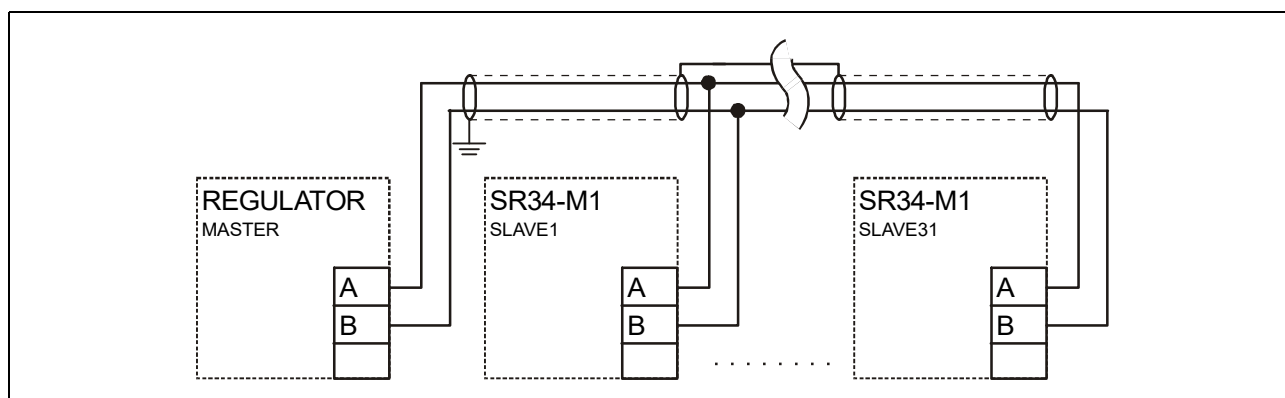 REGULATOR
MASTER
A
B
SR34-M1
SLAVE1
A
B
SR34-M1
SLAVE31
A
B